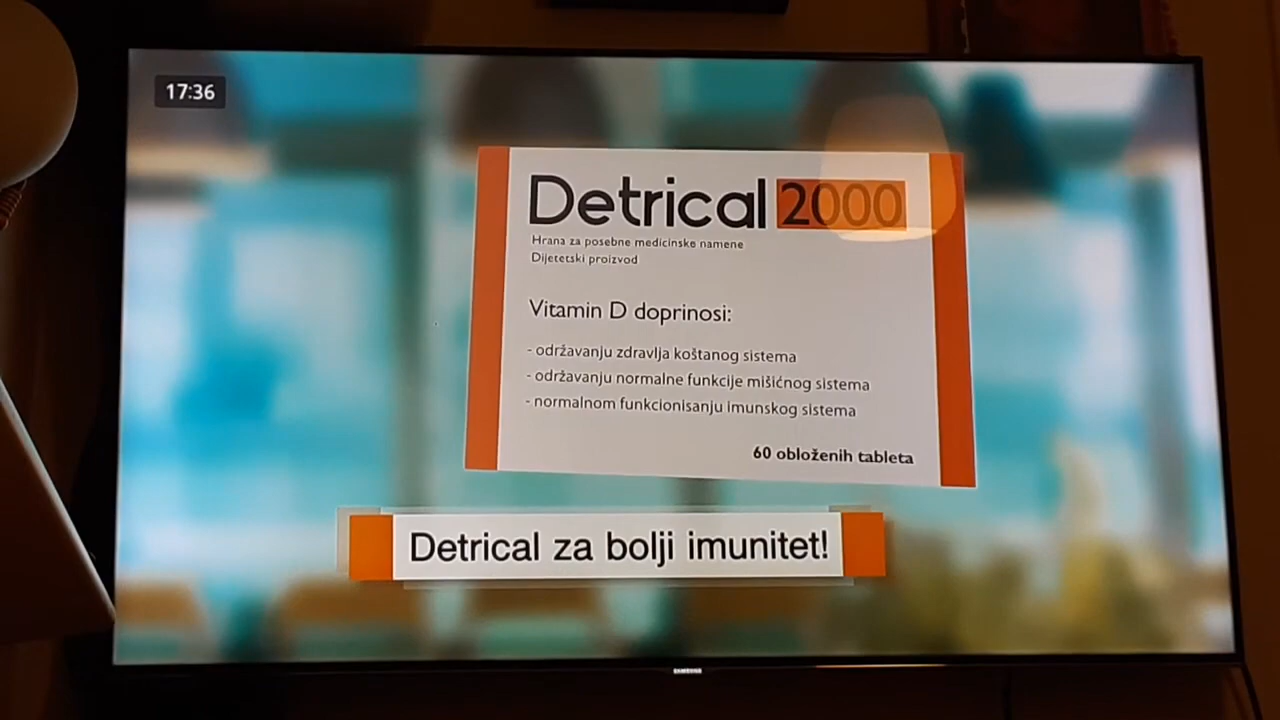 17:36
Detrical 2000
Hrana za posebne medicinske namene
Dijetetski proizvod
Vitamin D doprinosi:
- održavanju zdravlja koštanog sistema
- održavanju normalne funkcije mišićnog sistema
- normalnom funkcionisanju imunskog sistema
60 obloženih tableta
Detrical za bolji imunitet!
SAMSUNG